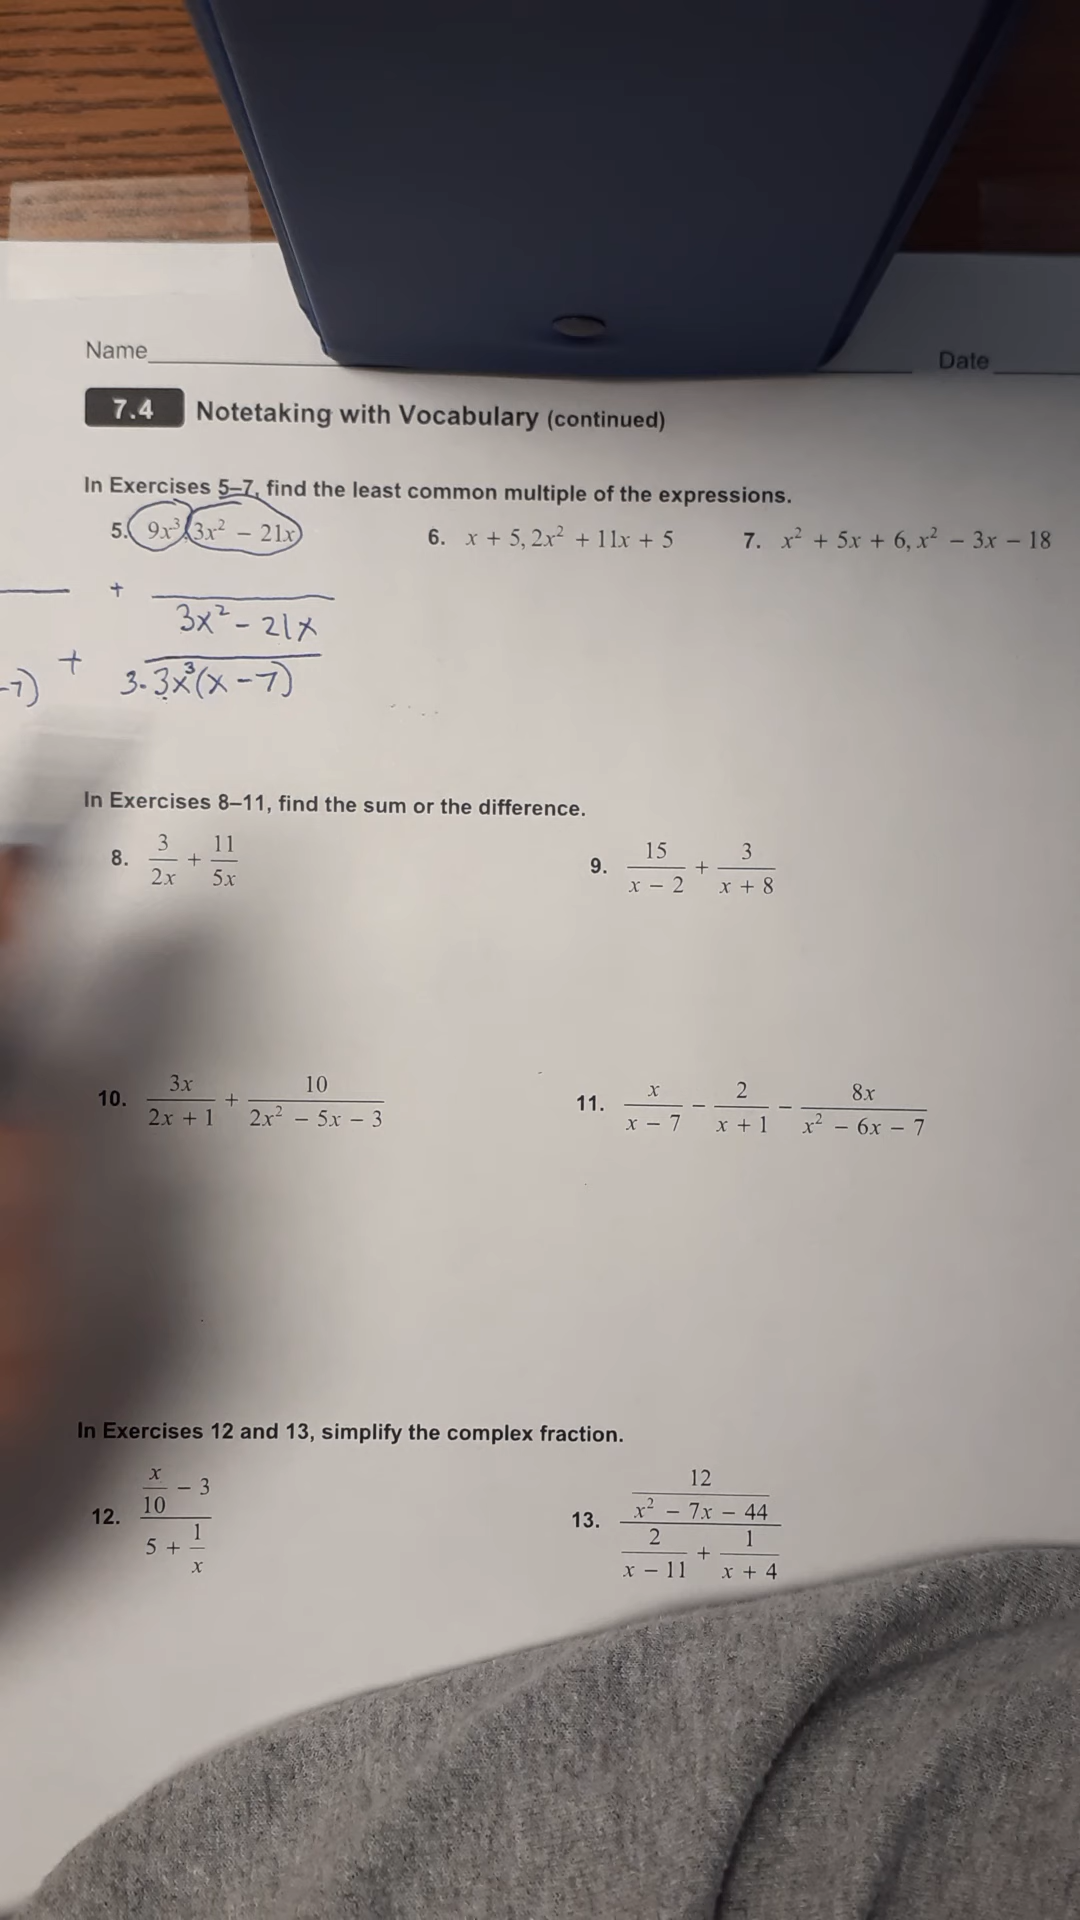 Name Date
7.4 Notetaking with Vocabulary (continued)
In Exercises 5–7, find the least common multiple of the expressions.
5. 9x³, 3x² − 21x 6. x + 5, 2x² + 11x + 5 7. x² + 5x + 6, x² − 3x − 18
+
3x² - 21x
-7) + 3·3x³(x-7)
In Exercises 8–11, find the sum or the difference.
8. 3/2x + 11/5x 9. 15/(x − 2) + 3/(x + 8)
10. 3x/(2x + 1) + 10/(2x² − 5x − 3) 11. x/(x − 7) − 2/(x + 1) − 8x/(x² − 6x − 7)
In Exercises 12 and 13, simplify the complex fraction.
12. (x/10 − 3)/(5 + 1/x) 13. (12/(x² − 7x − 44))/(2/(x − 11) + 1/(x + 4))